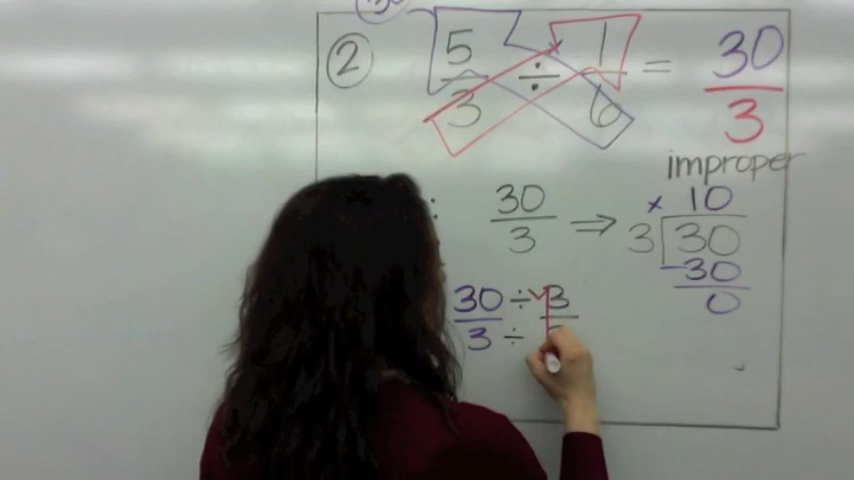 ② 5/3 ÷ 1/6 = 30/3
improper
: 30/3 ⇒ 3 30 × 10
-30
0
30/3 ÷ 3